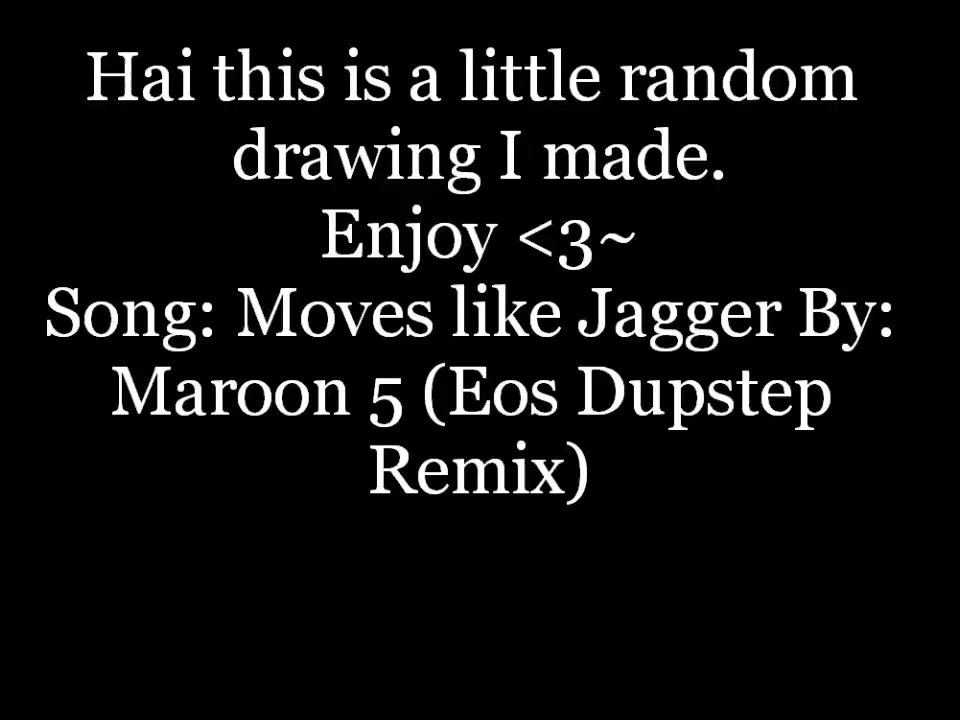 Hai this is a little random
drawing I made.
Enjoy <3~
Song: Moves like Jagger By:
Maroon 5 (Eos Dupstep
Remix)